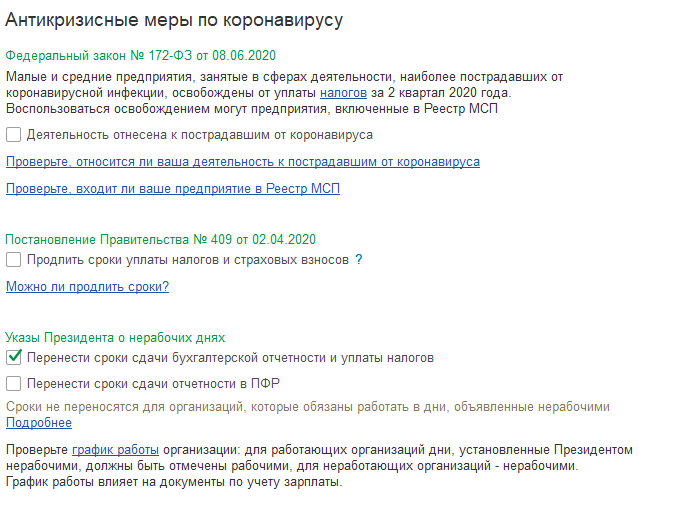 Антикризисные меры по коронавирусу
Федеральный закон № 172-ФЗ от 08.06.2020
Малые и средние предприятия, занятые в сферах деятельности, наиболее пострадавших от
коронавирусной инфекции, освобождены от уплаты налогов за 2 квартал 2020 года.
Воспользоваться освобождением могут предприятия, включенные в Реестр МСП
Деятельность отнесена к пострадавшим от коронавируса
Проверьте, относится ли ваша деятельность к пострадавшим от коронавируса
Проверьте, входит ли ваше предприятие в Реестр МСП
Постановление Правительства № 409 от 02.04.2020
Продлить сроки уплаты налогов и страховых взносов ?
Можно ли продлить сроки?
Указы Президента о нерабочих днях
Перенести сроки сдачи бухгалтерской отчетности и уплаты налогов
Перенести сроки сдачи отчетности в ПФР
Сроки не переносятся для организаций, которые обязаны работать в дни, объявленные нерабочими
Подробнее
Проверьте график работы организации: для работающих организаций дни, установленные Президентом
нерабочими, должны быть отмечены рабочими, для неработающих организаций - нерабочими.
График работы влияет на документы по учету зарплаты.